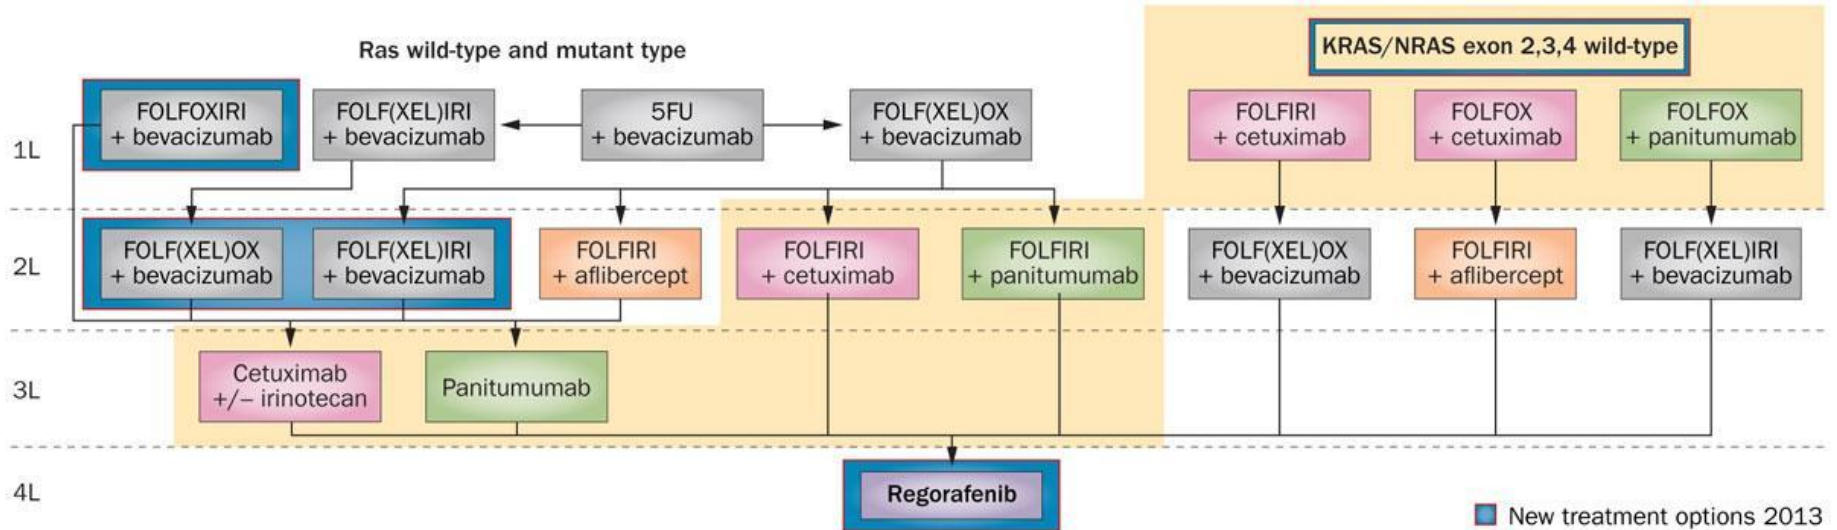 Ras wild-type and mutant type
KRAS/NRAS exon 2,3,4 wild-type
1L
FOLFOXIRI
+ bevacizumab
FOLF(XEL)IRI
+ bevacizumab
5FU
+ bevacizumab
FOLF(XEL)OX
+ bevacizumab
FOLFIRI
+ cetuximab
FOLFOX
+ cetuximab
FOLFOX
+ panitumumab
2L
FOLF(XEL)OX
+ bevacizumab
FOLF(XEL)IRI
+ bevacizumab
FOLFIRI
+ aflibercept
FOLFIRI
+ cetuximab
FOLFIRI
+ panitumumab
FOLF(XEL)OX
+ bevacizumab
FOLFIRI
+ aflibercept
FOLF(XEL)IRI
+ bevacizumab
3L
Cetuximab
+/− irinotecan
Panitumumab
4L
Regorafenib
New treatment options 2013